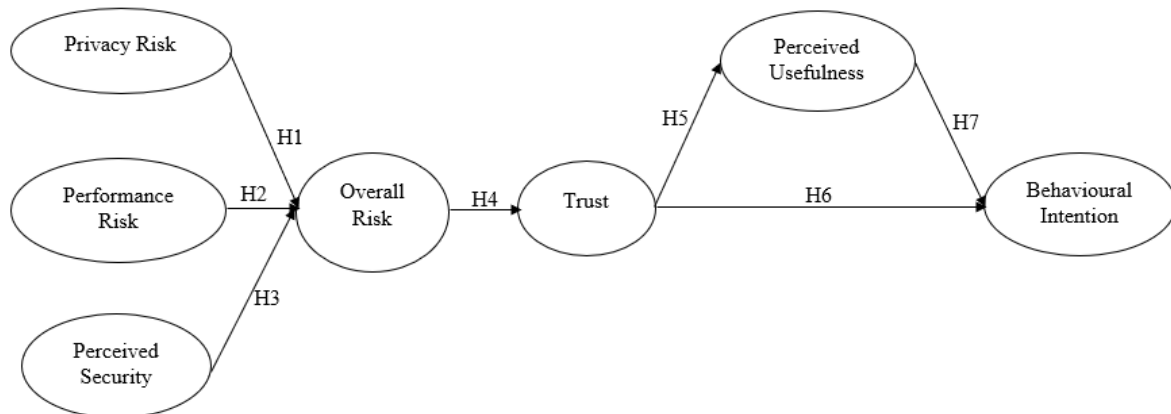 Privacy Risk
H1
Performance
Risk
H2
Overall
Risk
H3
Perceived
Security
H4
Trust
H5
Perceived
Usefulness
H6
H7
Behavioural
Intention